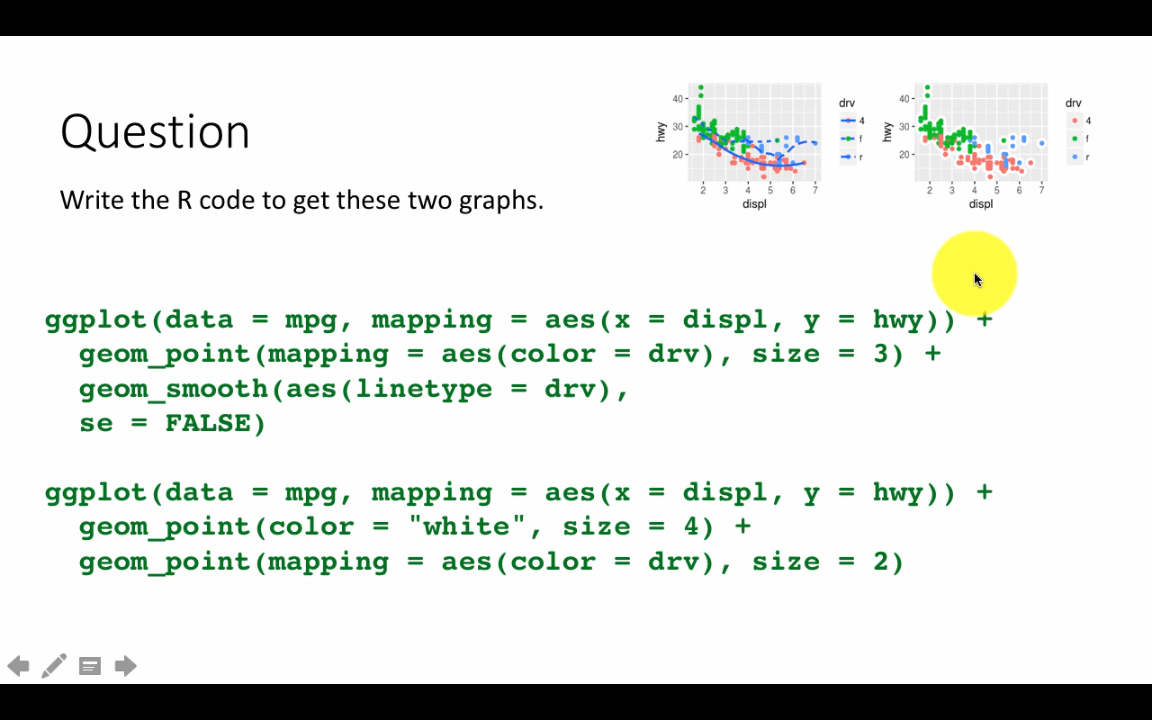 Question
Write the R code to get these two graphs.
40
30
20
hwy
2 3 4 5 6 7
displ
drv
4
f
r
40
30
20
hwy
2 3 4 5 6 7
displ
drv
4
f
r
ggplot(data = mpg, mapping = aes(x = displ, y = hwy)) +
geom_point(mapping = aes(color = drv), size = 3) +
geom_smooth(aes(linetype = drv),
se = FALSE)
ggplot(data = mpg, mapping = aes(x = displ, y = hwy)) +
geom_point(color = "white", size = 4) +
geom_point(mapping = aes(color = drv), size = 2)